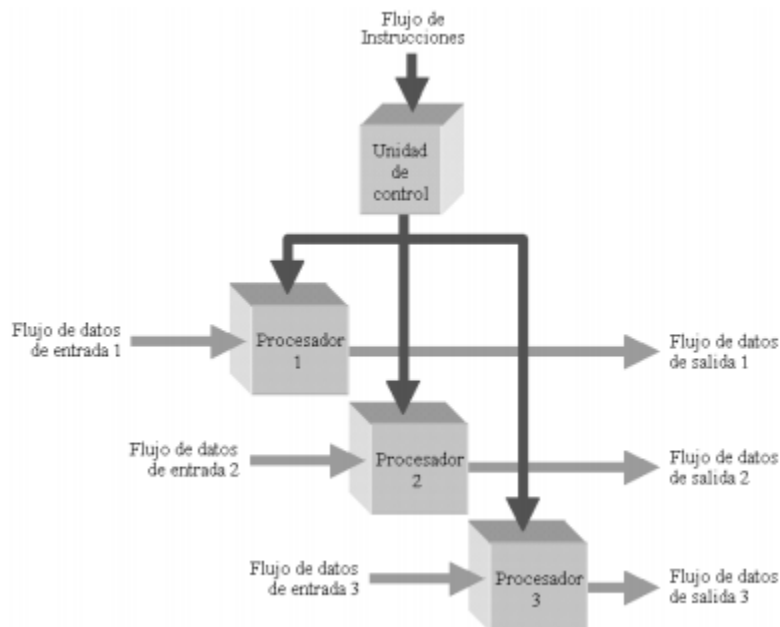 Flujo de
Instrucciones
Unidad
de
control
Flujo de datos
de entrada 1
Procesador
1
Flujo de datos
de salida 1
Flujo de datos
de entrada 2
Procesador
2
Flujo de datos
de salida 2
Flujo de datos
de entrada 3
Procesador
3
Flujo de datos
de salida 3